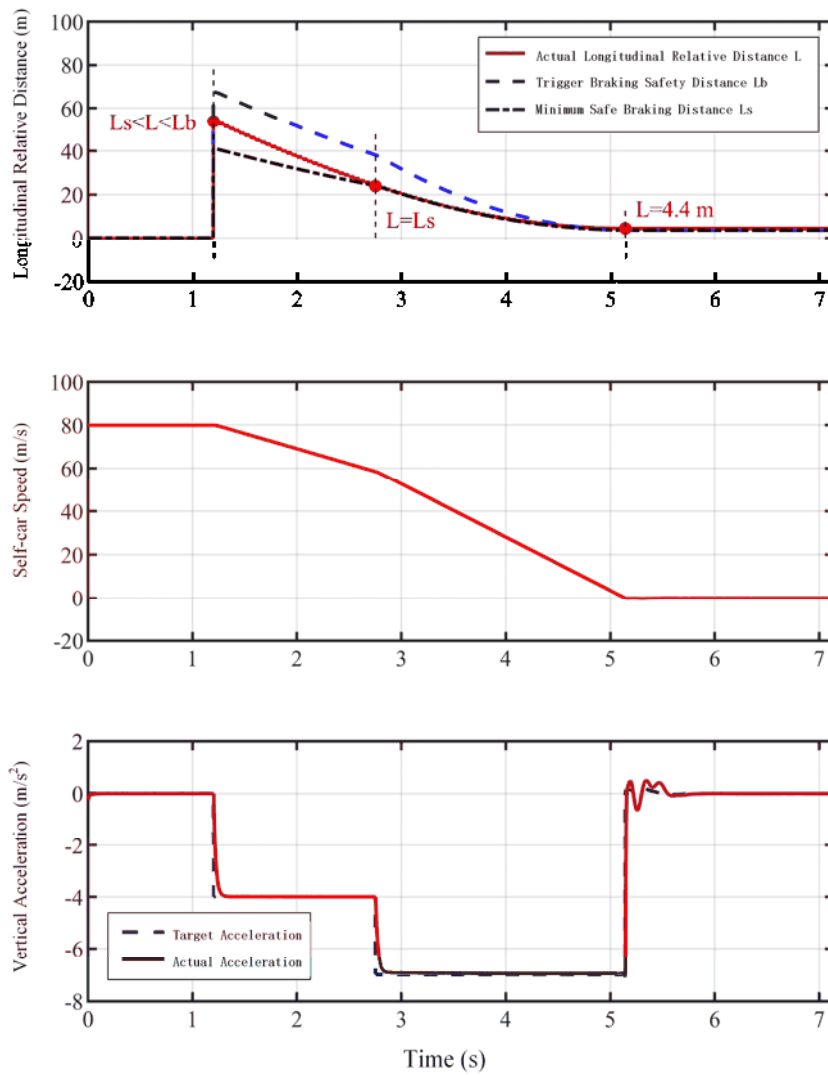 Longitudinal Relative Distance (m)
100
80
60
40
20
0
-20
Actual Longitudinal Relative Distance L
Trigger Braking Safety Distance Lb
Minimum Safe Braking Distance Ls
Ls<L<Lb
L=Ls
L=4.4 m
0 1 2 3 4 5 6 7
Self-car Speed (m/s)
100
80
60
40
20
0
-20
0 1 2 3 4 5 6 7
Vertical Acceleration (m/s²)
2
0
-2
-4
-6
-8
Target Acceleration
Actual Acceleration
0 1 2 3 4 5 6 7
Time (s)